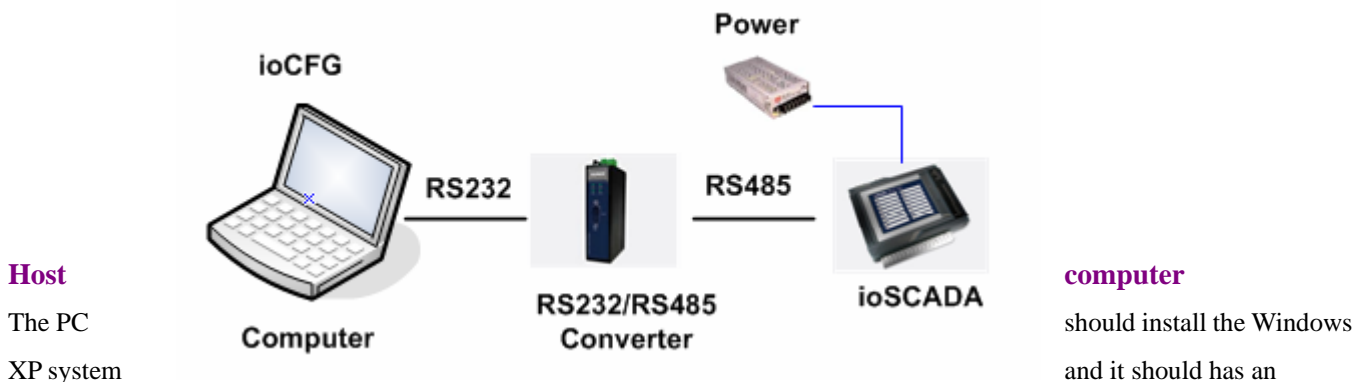 Power
ioCFG
RS232
RS485
RS232/RS485
Converter
ioSCADA
Computer
Host computer
The PC should install the Windows
XP system and it should has an